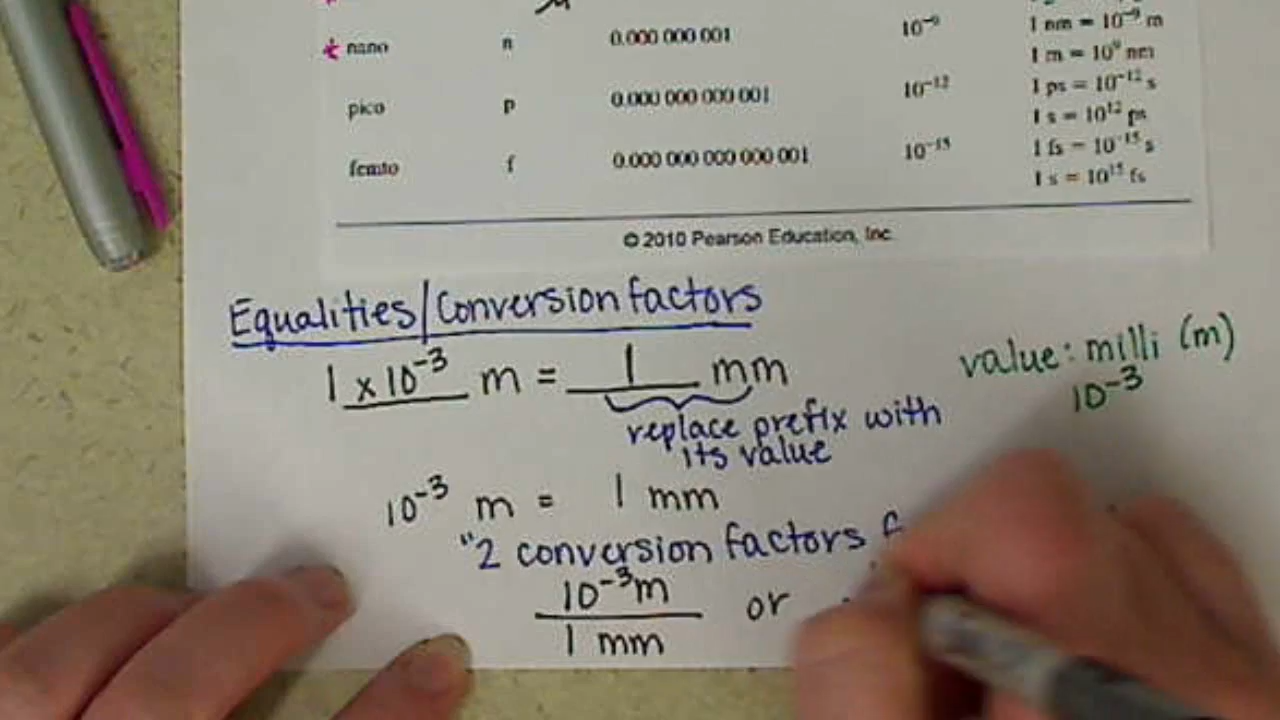 nano n 0.000 000 001 10⁻⁹ 1 nm = 10⁻⁹ m
1 m = 10⁹ nm
pico p 0.000 000 000 001 10⁻¹² 1 ps = 10⁻¹² s
1 s = 10¹² ps
femto f 0.000 000 000 000 001 10⁻¹⁵ 1 fs = 10⁻¹⁵ s
1 s = 10¹⁵ fs
© 2010 Pearson Education, Inc.
Equalities/Conversion factors
1 x 10⁻³ m = 1 mm
value: milli (m)
10⁻³
replace prefix with
its value
10⁻³ m = 1 mm
"2 conversion factors
10⁻³m
or
1 mm